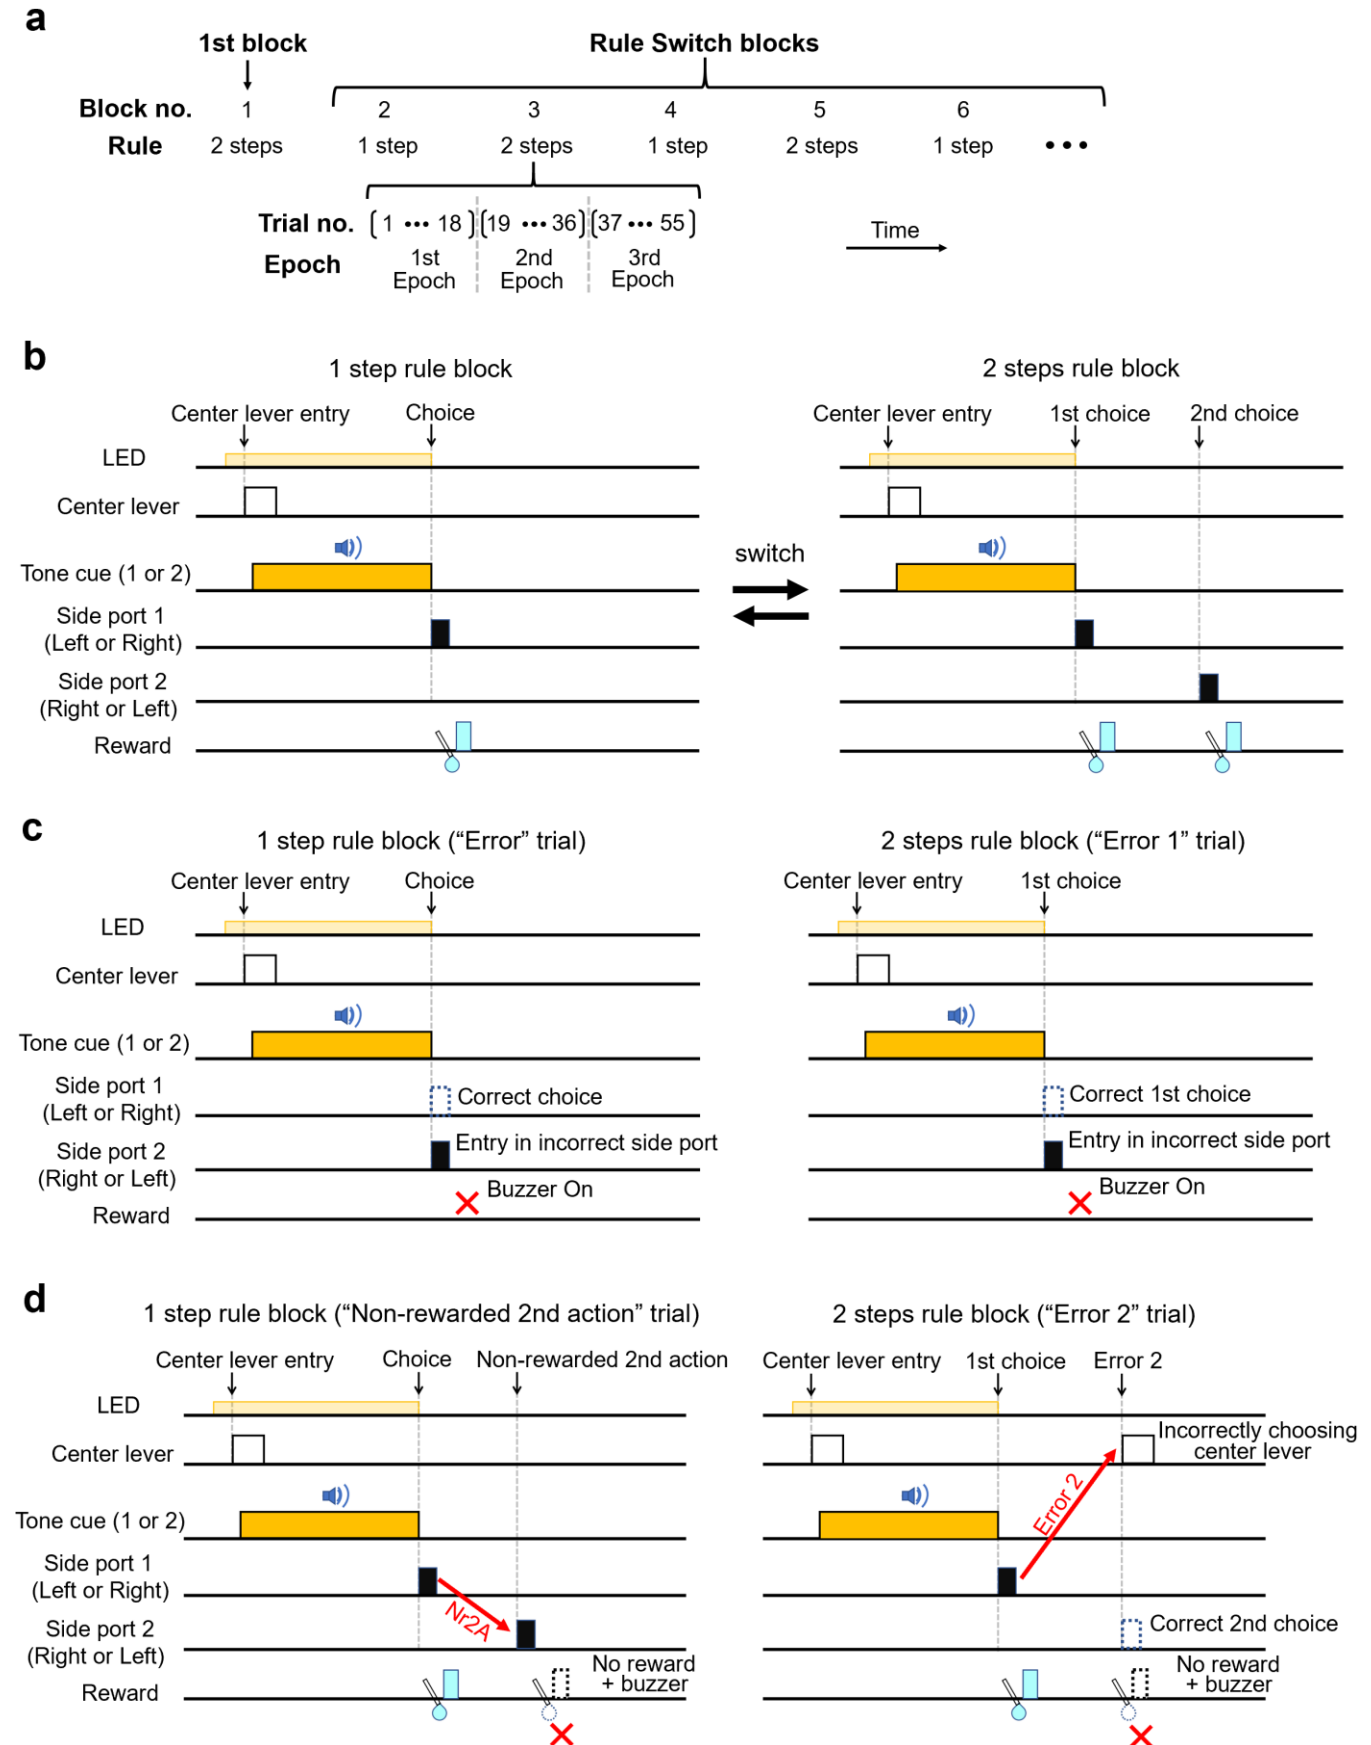 a
1st block
Rule Switch blocks
Block no. 1 2 3 4 5 6
Rule 2 steps 1 step 2 steps 1 step 2 steps 1 step •••
Trial no. [ 1 ••• 18 ] [19 ••• 36] [37 ••• 55]
Epoch 1st Epoch 2nd Epoch 3rd Epoch
Time
b
1 step rule block
Center lever entry Choice
LED
Center lever
Tone cue (1 or 2)
Side port 1
(Left or Right)
Side port 2
(Right or Left)
Reward
switch
2 steps rule block
Center lever entry 1st choice 2nd choice
c
1 step rule block (“Error” trial)
Center lever entry Choice
LED
Center lever
Tone cue (1 or 2)
Side port 1
(Left or Right)
Correct choice
Side port 2
(Right or Left)
Entry in incorrect side port
Buzzer On
Reward
2 steps rule block (“Error 1” trial)
Center lever entry 1st choice
Correct 1st choice
Entry in incorrect side port
Buzzer On
d
1 step rule block (“Non-rewarded 2nd action” trial)
Center lever entry Choice Non-rewarded 2nd action
LED
Center lever
Tone cue (1 or 2)
Side port 1
(Left or Right)
Nr2A
Side port 2
(Right or Left)
No reward
+ buzzer
Reward
2 steps rule block (“Error 2” trial)
Center lever entry 1st choice Error 2
Incorrectly choosing
center lever
Error 2
Correct 2nd choice
No reward
+ buzzer